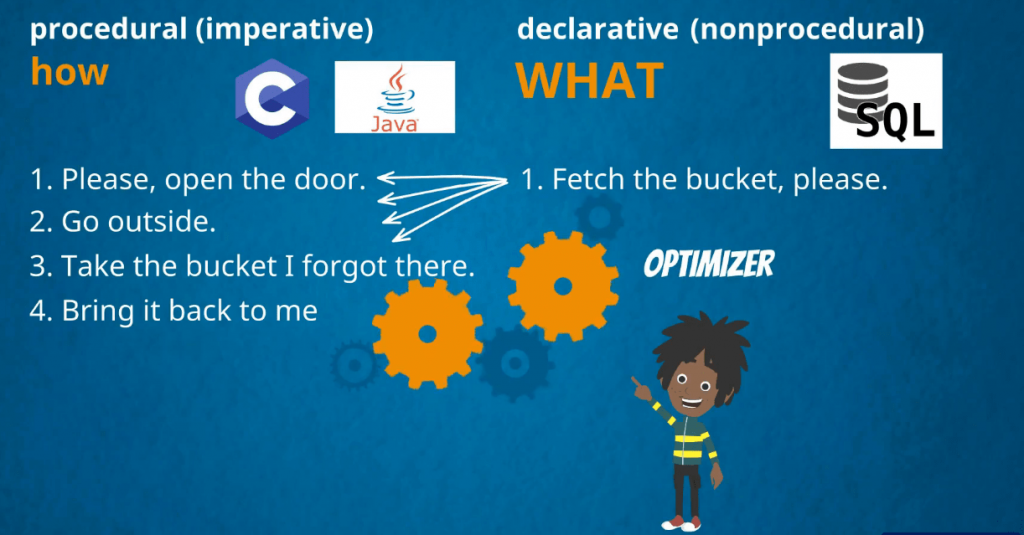 procedural (imperative)
how
C
Java
1. Please, open the door.
2. Go outside.
3. Take the bucket I forgot there.
4. Bring it back to me
declarative (nonprocedural)
WHAT
SQL
1. Fetch the bucket, please.
OPTIMIZER